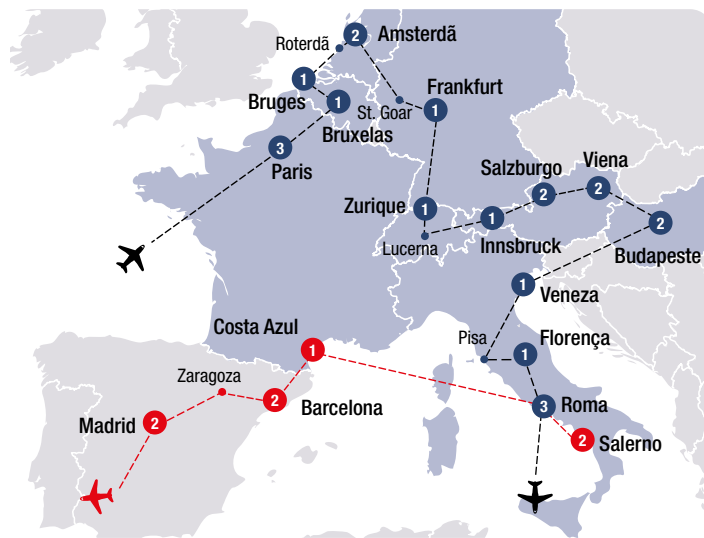 Roterdã
2
Amsterdã
1
Bruges
1
Bruxelas
St. Goar
1
Frankfurt
3
Paris
Zurique
1
Lucerna
1
Innsbruck
Salzburgo
2
Viena
2
2
Budapeste
1
Veneza
Pisa
Florença
1
3
Roma
2
Salerno
Costa Azul
1
Zaragoza
2
Barcelona
Madrid
2